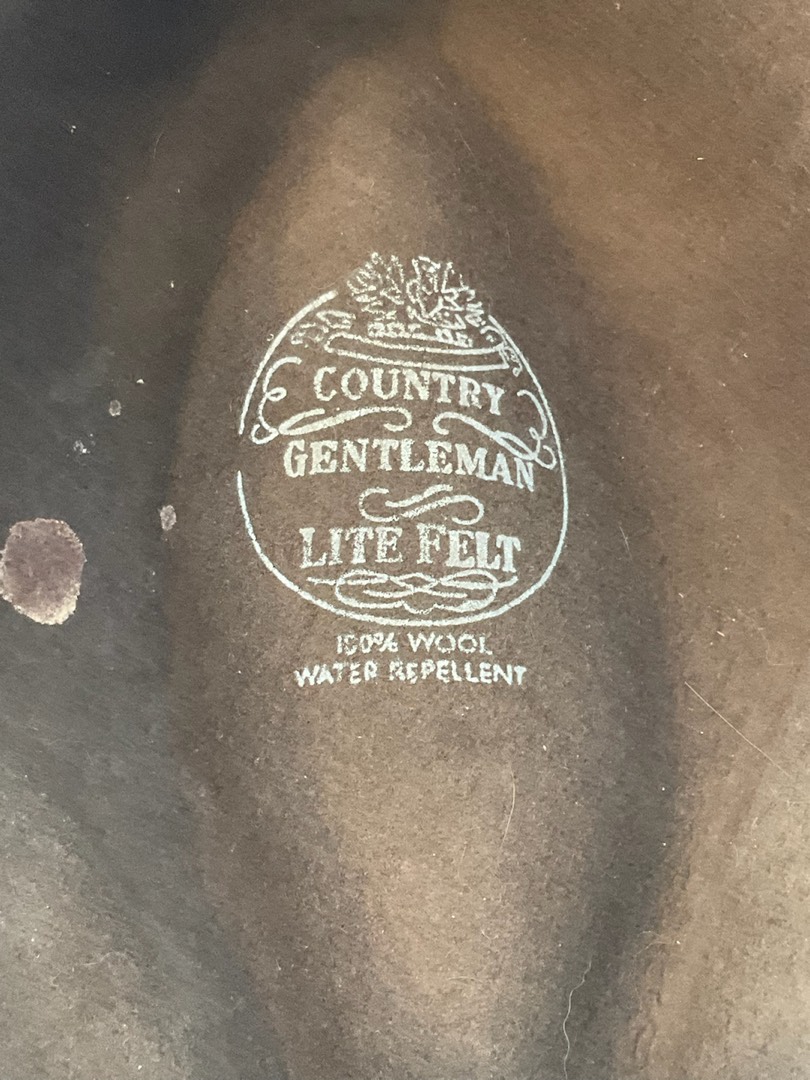 COUNTRY
GENTLEMAN
LITE FELT
100% WOOL
WATER REPELLENT